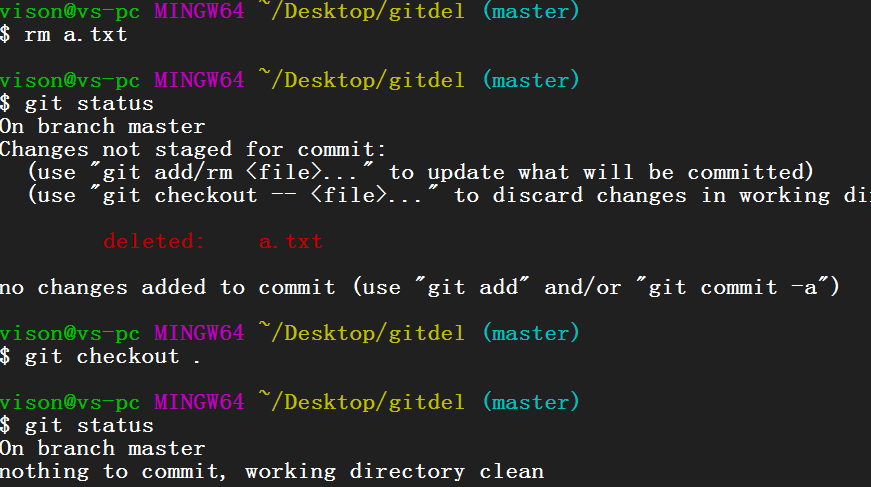 vison@vs-pc MINGW64 ~/Desktop/gitdel (master)
$ rm a.txt
vison@vs-pc MINGW64 ~/Desktop/gitdel (master)
$ git status
On branch master
Changes not staged for commit:
  (use "git add/rm <file>..." to update what will be committed)
  (use "git checkout -- <file>..." to discard changes in working di
        deleted:    a.txt
no changes added to commit (use "git add" and/or "git commit -a")
vison@vs-pc MINGW64 ~/Desktop/gitdel (master)
$ git checkout .
vison@vs-pc MINGW64 ~/Desktop/gitdel (master)
$ git status
On branch master
nothing to commit, working directory clean